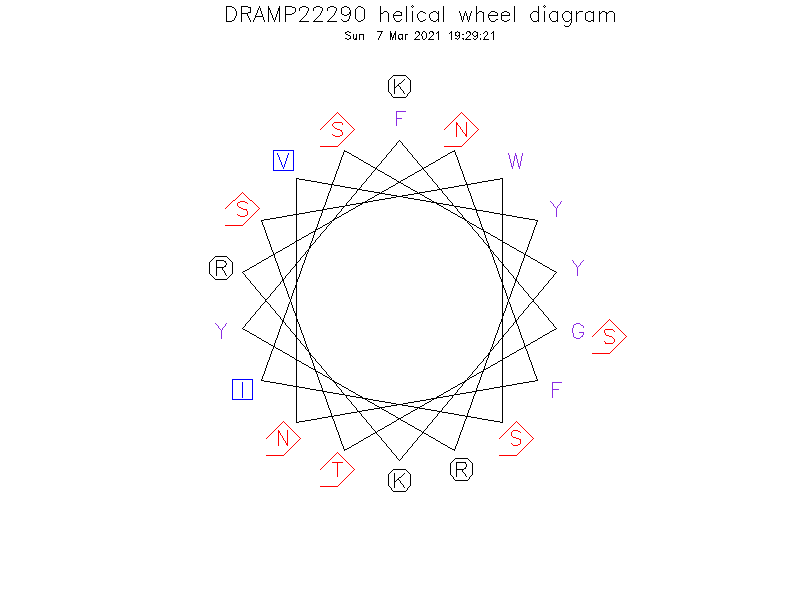 DRAMP22290 helical wheel diagram
Sun 7 Mar 2021 19:29:21
K
S F N
V W
S Y
R Y
Y G S
I F
N S
T K R